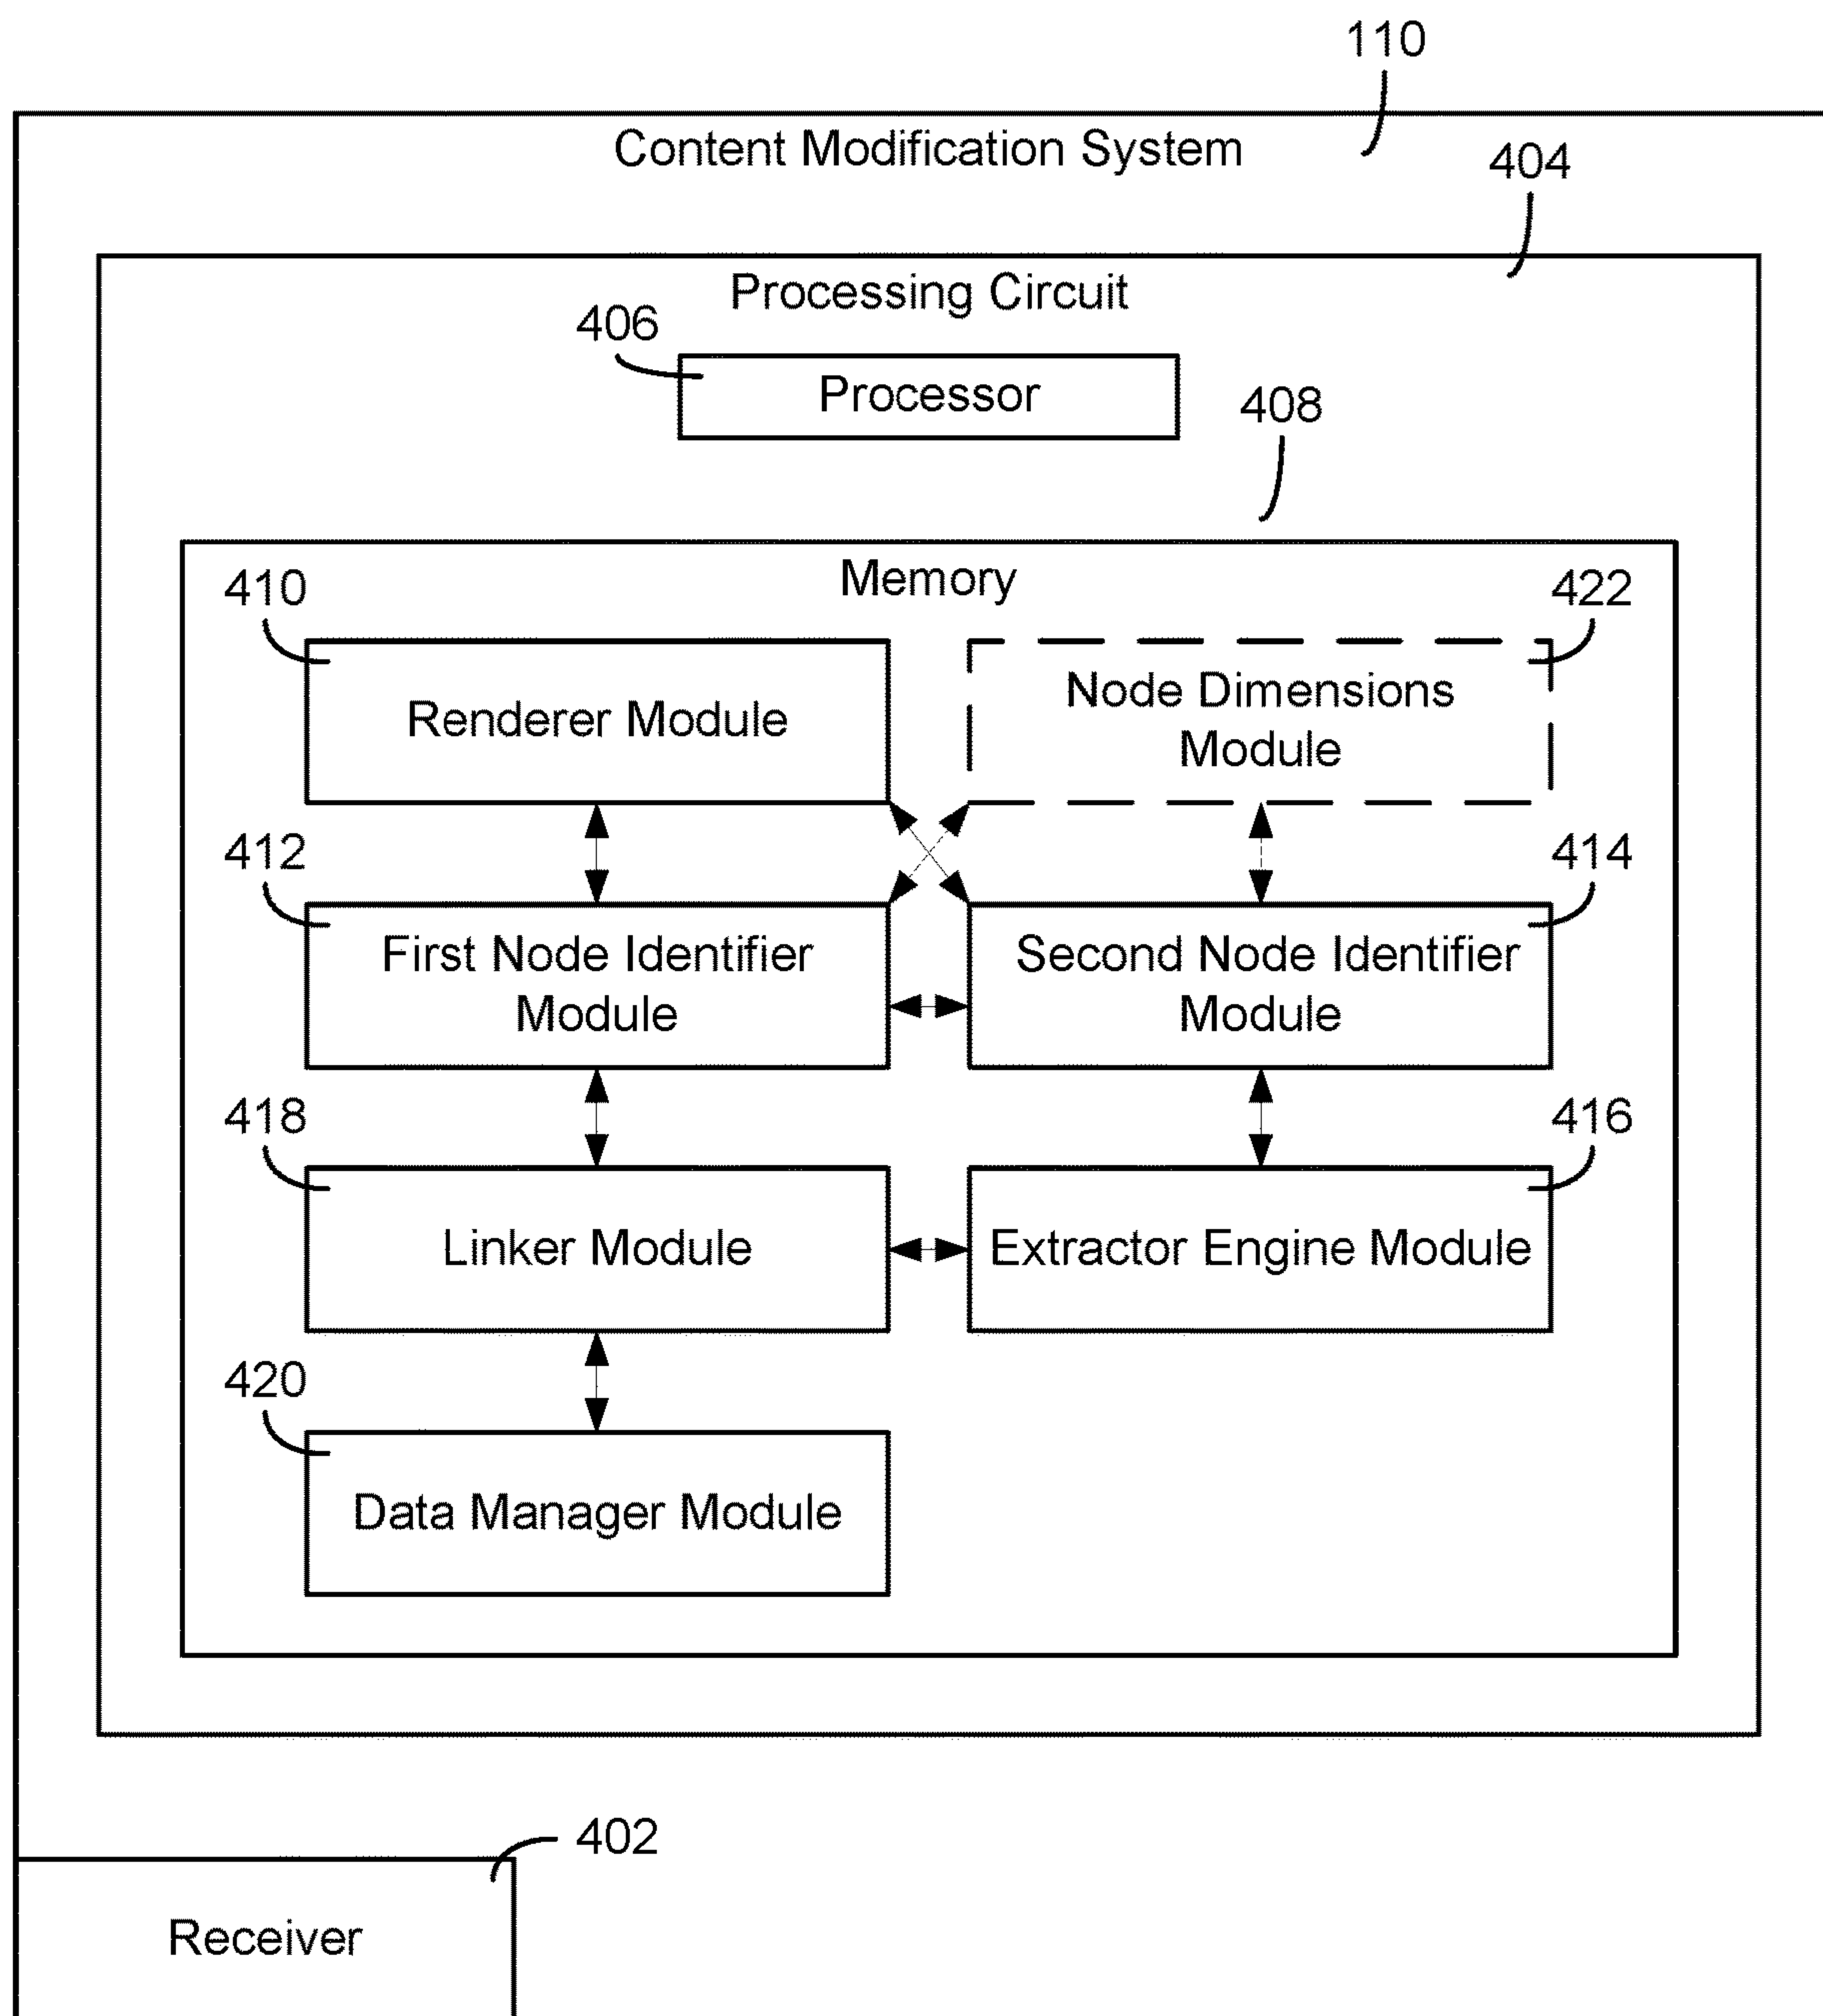 110
Content Modification System
404
Processing Circuit
406
Processor
408
Memory
410
422
Renderer Module
Node Dimensions
Module
412
414
First Node Identifier
Module
Second Node Identifier
Module
418
416
Linker Module
Extractor Engine Module
420
Data Manager Module
402
Receiver